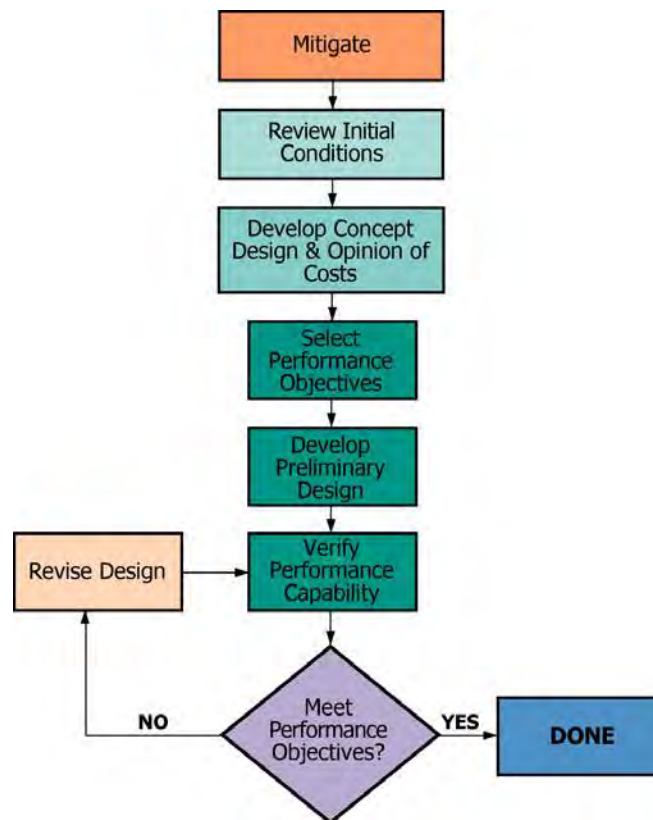 Mitigate
Review Initial
Conditions
Develop Concept
Design & Opinion of
Costs
Select
Performance
Objectives
Develop
Preliminary
Design
Revise Design
Verify
Performance
Capability
Meet
Performance
Objectives?
NO
YES
DONE